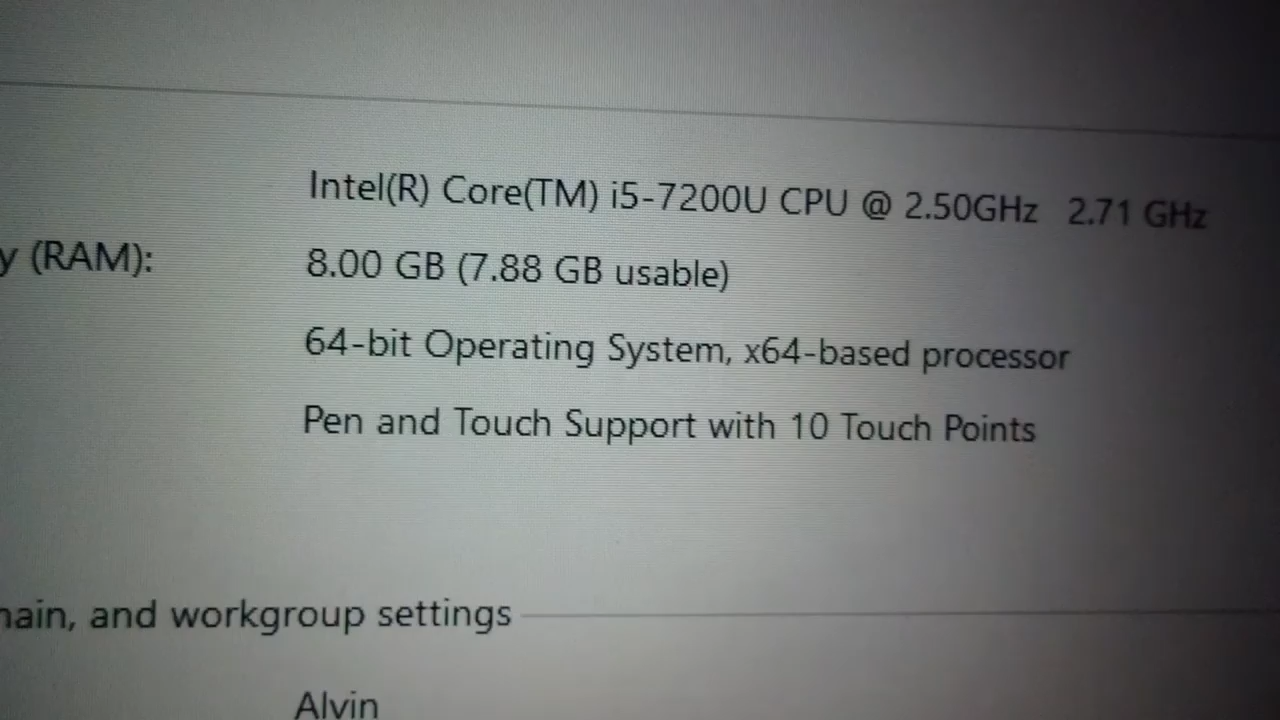 Intel(R) Core(TM) i5-7200U CPU @ 2.50GHz 2.71 GHz
y (RAM): 8.00 GB (7.88 GB usable)
64-bit Operating System, x64-based processor
Pen and Touch Support with 10 Touch Points
main, and workgroup settings
Alvin